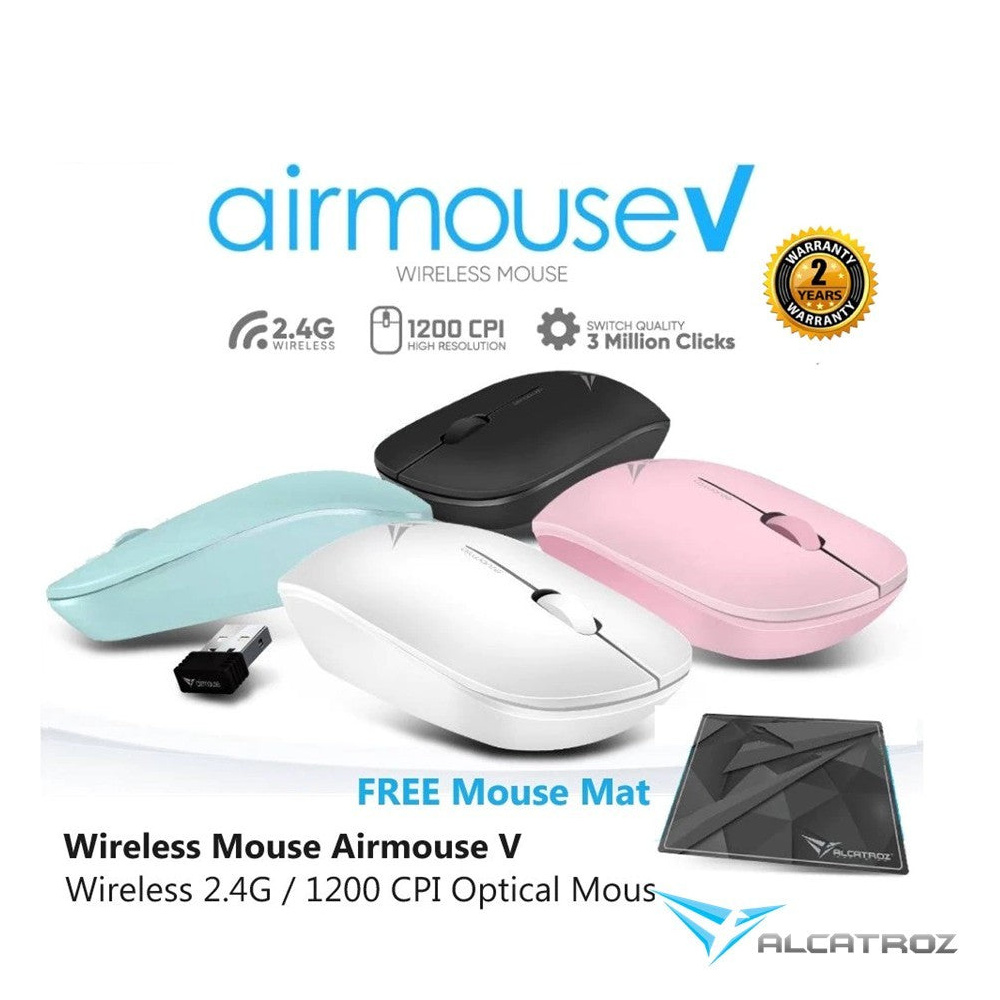 airmouseV
WIRELESS MOUSE
WARRANTY
2
YEARS
WARRANTY
2.4G
WIRELESS
1200 CPI
HIGH RESOLUTION
SWITCH QUALITY
3 Million Clicks
airmouse
FREE Mouse Mat
ALCATROZ
Wireless Mouse Airmouse V
Wireless 2.4G / 1200 CPI Optical Mous
ALCATROZ